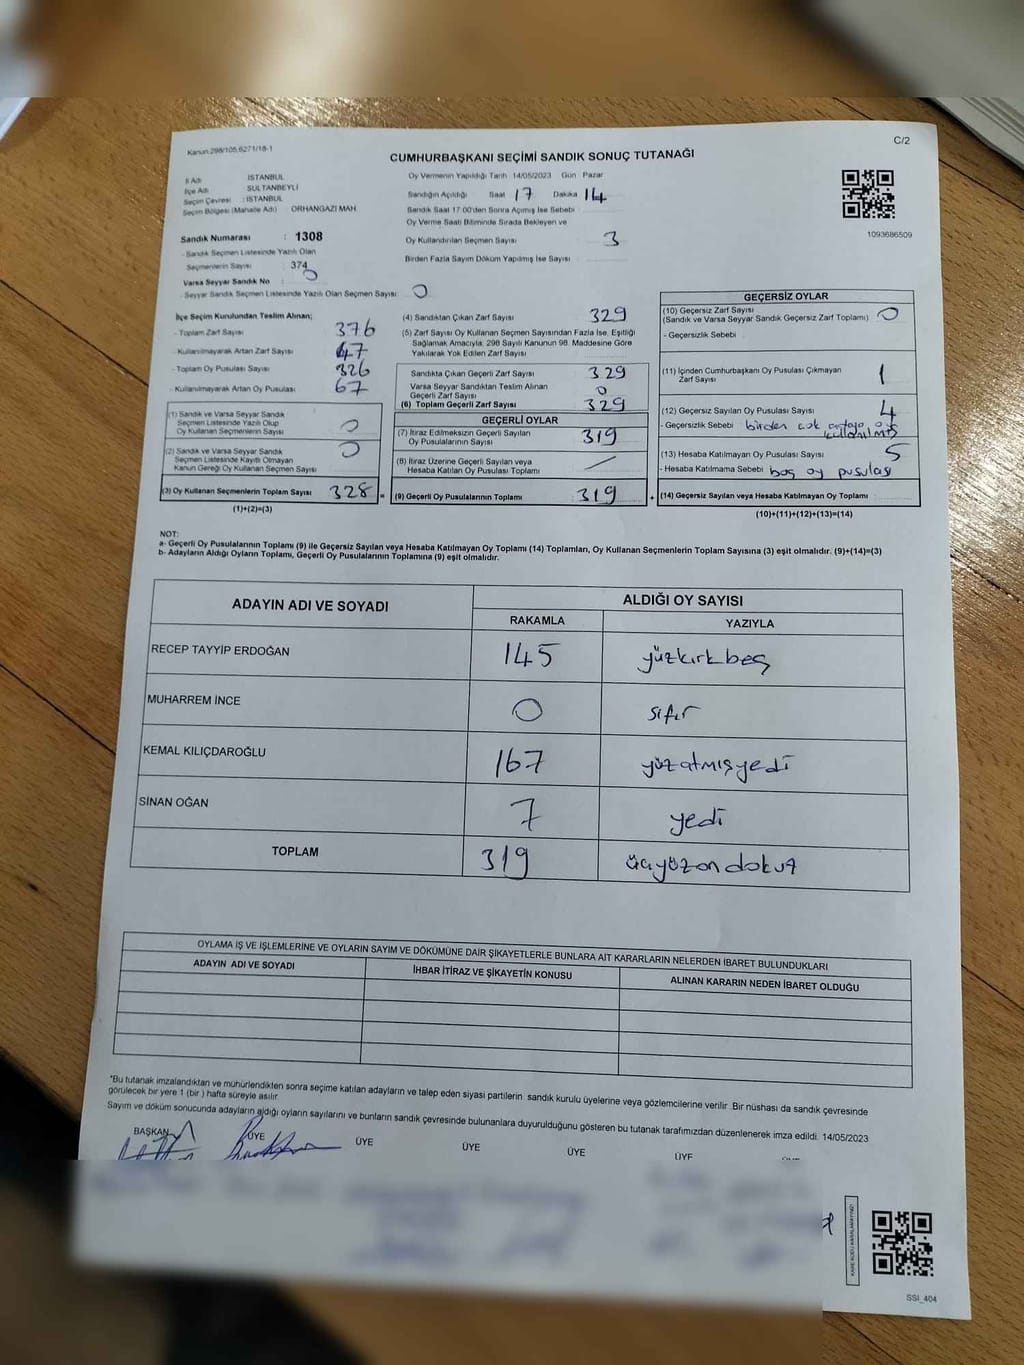 Kanun.298/105,6271/18-1
C/2
CUMHURBAŞKANI SEÇİMİ SANDIK SONUÇ TUTANAĞI
İl Adı : İSTANBUL
İlçe Adı : SULTANBEYLİ
Seçim Çevresi : İSTANBUL
Seçim Bölgesi (Mahalle Adı) : ORHANGAZİ MAH.
Sandık Numarası : 1308
- Sandık Seçmen Listesinde Yazılı Olan
Seçmenlerin Sayısı : 374
Varsa Seyyar Sandık No : 0
- Seyyar Sandık Seçmen Listesinde Yazılı Olan Seçmen Sayısı: 0
Oy Vermenin Yapıldığı Tarih 14/05/2023 Gün Pazar
Sandığın Açıldığı Saat 17 Dakika 14
Sandık Saat 17.00'den Sonra Açılmış İse Sebebi
Oy Verme Saati Bitiminde Sırada Bekleyen ve
Oy Kullandırılan Seçmen Sayısı 3
Birden Fazla Sayım Döküm Yapılmış İse Sayısı
1093686509
İlçe Seçim Kurulundan Teslim Alınan;
- Toplam Zarf Sayısı 376
- Kullanılmayarak Artan Zarf Sayısı 47
- Toplam Oy Pusulası Sayısı 326
- Kullanılmayarak Artan Oy Pusulası 67
(1) Sandık ve Varsa Seyyar Sandık
Seçmen Listesinde Yazılı Olup
Oy Kullanan Seçmenlerin Sayısı 0
(2) Sandık ve Varsa Seyyar Sandık
Seçmen Listesinde Kayıtlı Olmayan
Kanun Gereği Oy Kullanan Seçmen Sayısı 0
(3) Oy Kullanan Seçmenlerin Toplam Sayısı 328 =
(1)+(2)=(3)
(4) Sandıktan Çıkan Zarf Sayısı 329
(5) Zarf Sayısı Oy Kullanan Seçmen Sayısından Fazla İse, Eşitliği
Sağlamak Amacıyla, 298 Sayılı Kanunun 98. Maddesine Göre
Yakılarak Yok Edilen Zarf Sayısı
Sandıkta Çıkan Geçerli Zarf Sayısı 329
Varsa Seyyar Sandıktan Teslim Alınan
Geçerli Zarf Sayısı 0
(6) Toplam Geçerli Zarf Sayısı 329
GEÇERLİ OYLAR
(7) İtiraz Edilmeksizin Geçerli Sayılan
Oy Pusulalarının Sayısı 319
(8) İtiraz Üzerine Geçerli Sayılan veya
Hesaba Katılan Oy Pusulası Toplamı /
(9) Geçerli Oy Pusulalarının Toplamı 319 +
GEÇERSİZ OYLAR
(10) Geçersiz Zarf Sayısı
(Sandık ve Varsa Seyyar Sandık Geçersiz Zarf Toplamı) 0
- Geçersizlik Sebebi
(11) İçinden Cumhurbaşkanı Oy Pusulası Çıkmayan
Zarf Sayısı 1
(12) Geçersiz Sayılan Oy Pusulası Sayısı 4
- Geçersizlik Sebebi birden çok
kullanılmış
(13) Hesaba Katılmayan Oy Pusulası Sayısı 5
- Hesaba Katılmama Sebebi boş oy pusulası
(14) Geçersiz Sayılan veya Hesaba Katılmayan Oy Toplamı
(10)+(11)+(12)+(13)=(14)
NOT:
a- Geçerli Oy Pusulalarının Toplamı (9) ile Geçersiz Sayılan veya Hesaba Katılmayan Oy Toplamı (14) Toplamları, Oy Kullanan Seçmenlerin Toplam Sayısına (3) eşit olmalıdır. (9)+(14)=(3)
b- Adayların Aldığı Oyların Toplamı, Geçerli Oy Pusulalarının Toplamına (9) eşit olmalıdır.
ADAYIN ADI VE SOYADI ALDIĞI OY SAYISI
RAKAMLA YAZIYLA
RECEP TAYYİP ERDOĞAN 145 yüzkırkbeş
MUHARREM İNCE 0 sıfır
KEMAL KILIÇDAROĞLU 167 yüzatmışyedi
SİNAN OĞAN 7 yedi
TOPLAM 319 üçyüzondokuz
OYLAMA İŞ VE İŞLEMLERİNE VE OYLARIN SAYIM VE DÖKÜMÜNE DAİR ŞİKAYETLERLE BUNLARA AİT KARARLARIN NELERDEN İBARET BULUNDUKLARI
ADAYIN ADI VE SOYADI İHBAR İTİRAZ VE ŞİKAYETİN KONUSU ALINAN KARARIN NEDEN İBARET OLDUĞU
*Bu tutanak imzalandıktan ve mühürlendikten sonra seçime katılan adayların ve talep eden siyasi partilerin sandık kurulu üyelerine veya gözlemcilerine verilir. Bir nüshası da sandık çevresinde
görülecek bir yere 1 (bir) hafta süreyle asılır.
Sayım ve döküm sonucunda adayların aldığı oyların sayılarını ve bunların sandık çevresinde bulunanlara duyurulduğunu gösteren bu tutanak tarafımızdan düzenlenerek imza edildi. 14/05/2023
BAŞKAN ÜYE ÜYE ÜYE ÜYE ÜYE
SSİ_404